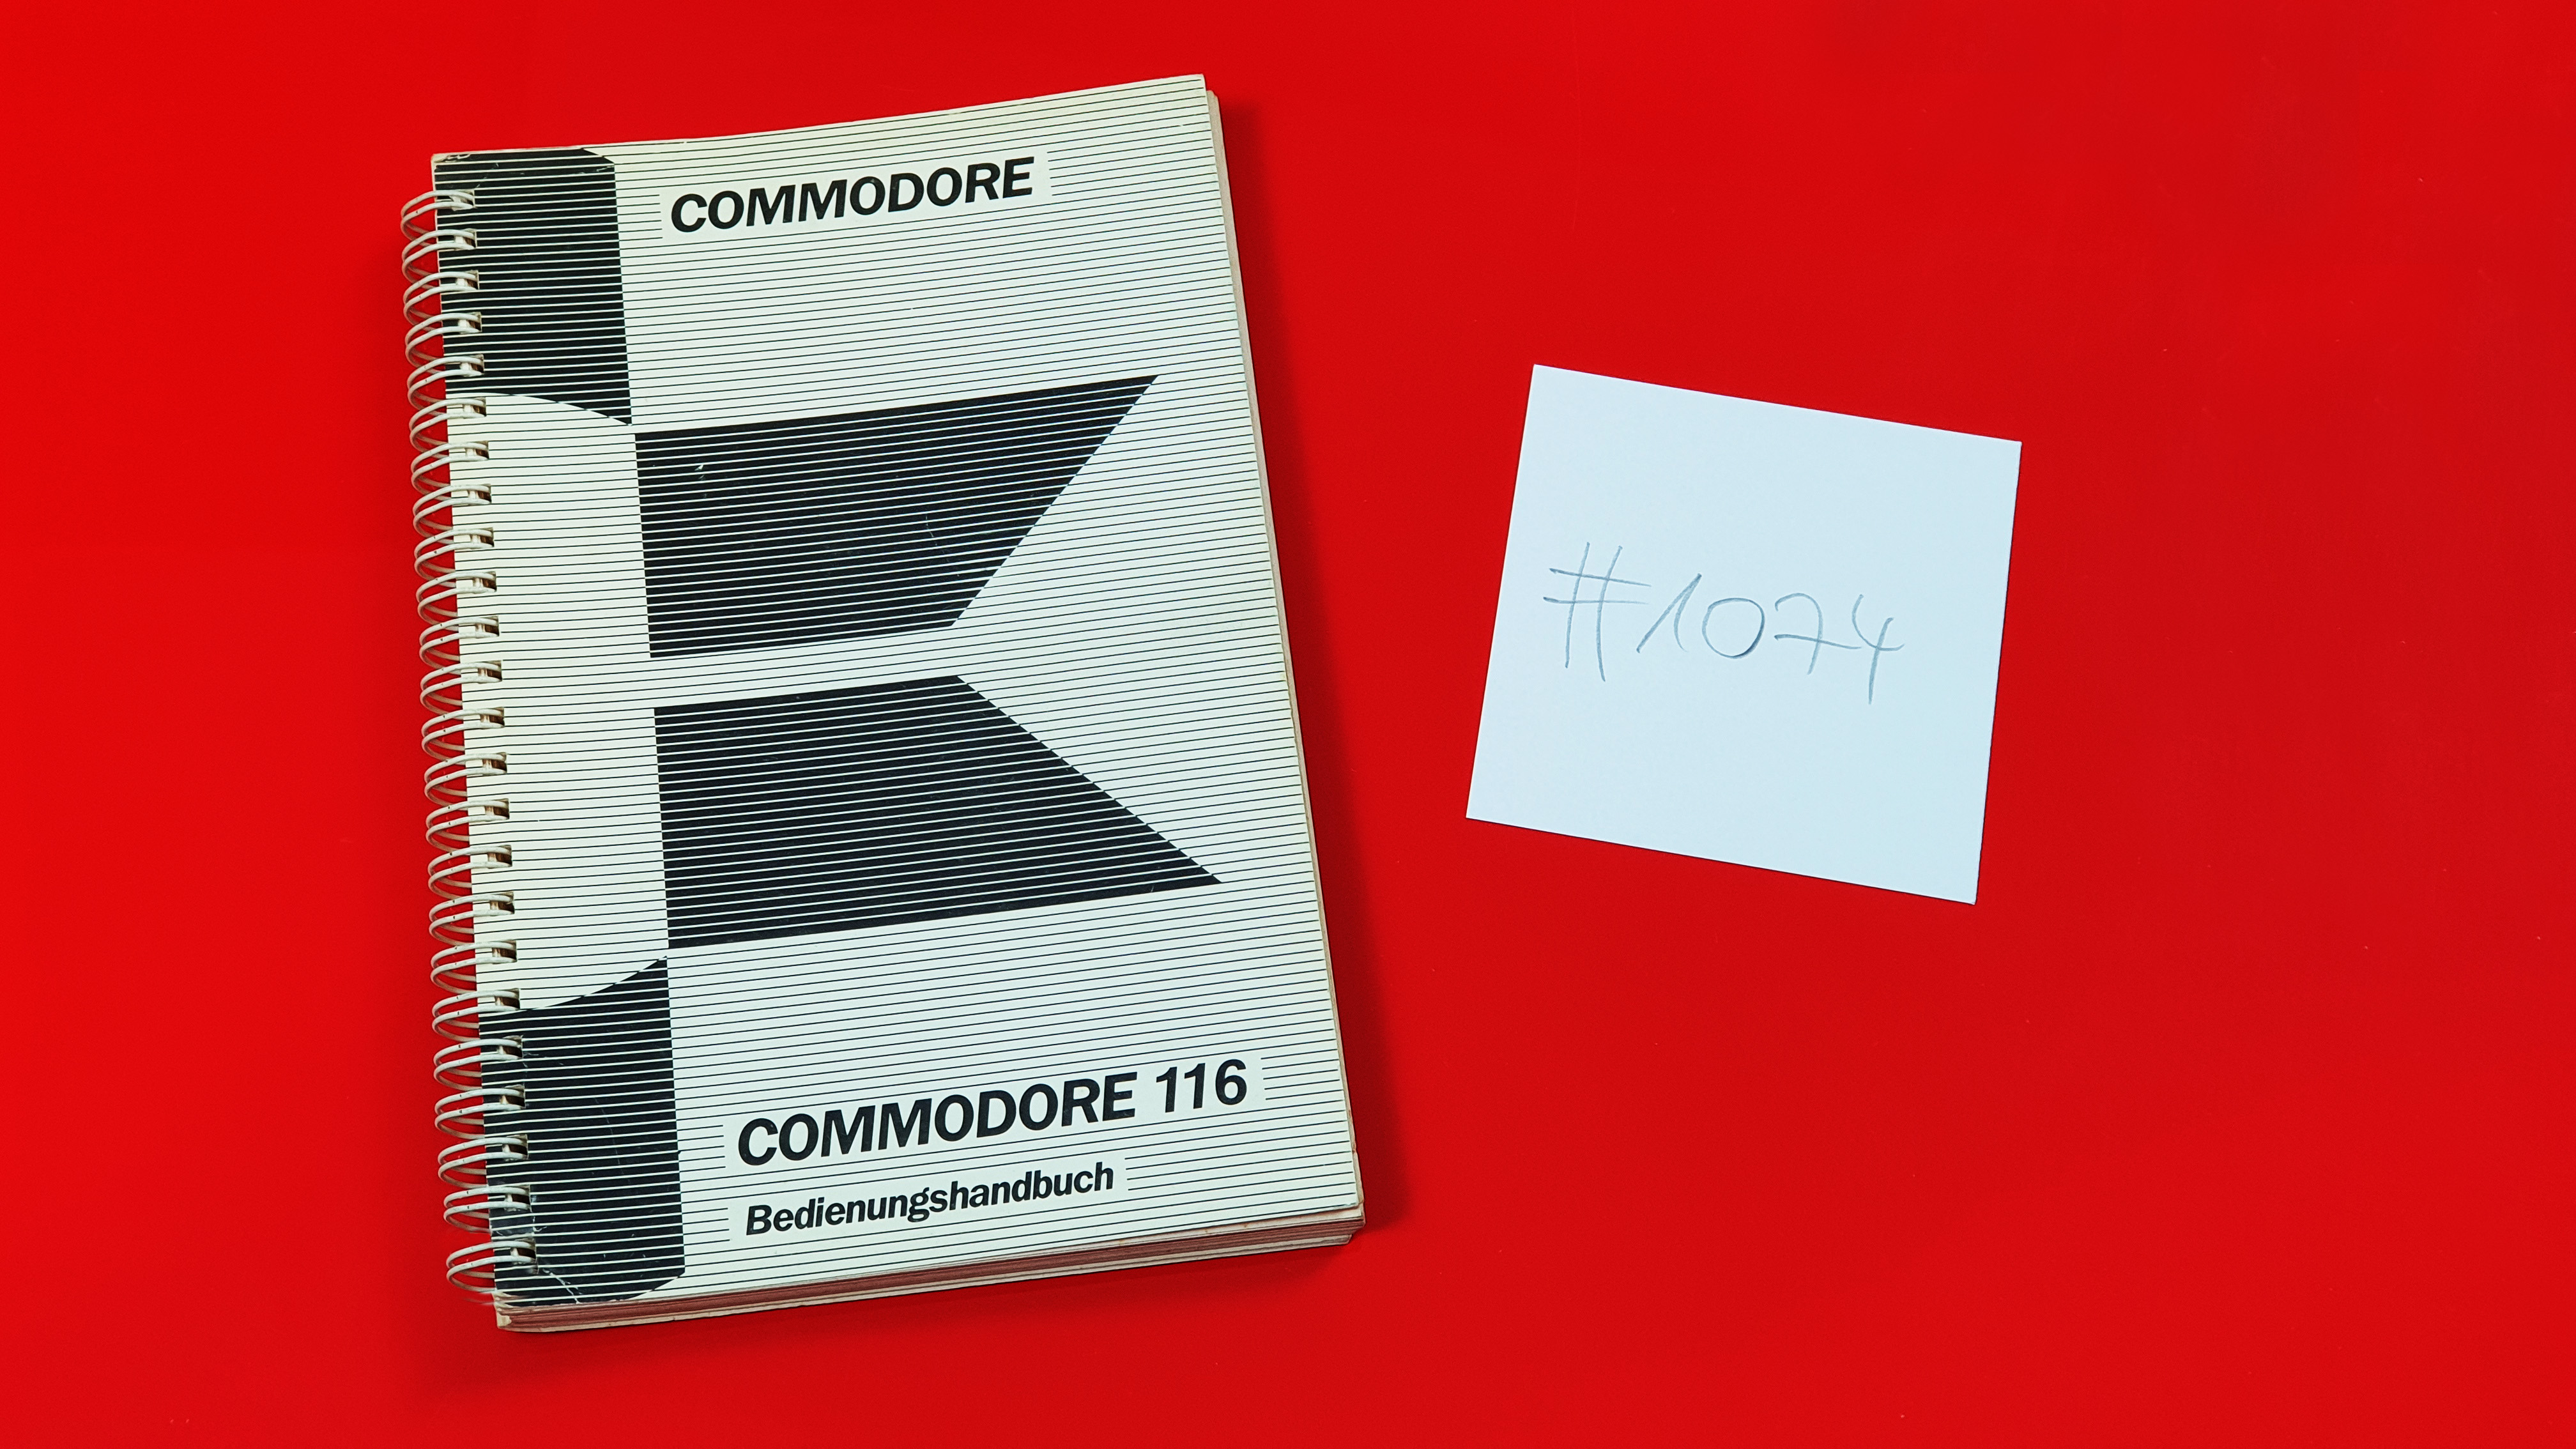 COMMODORE
COMMODORE 116
Bedienungshandbuch
#1074